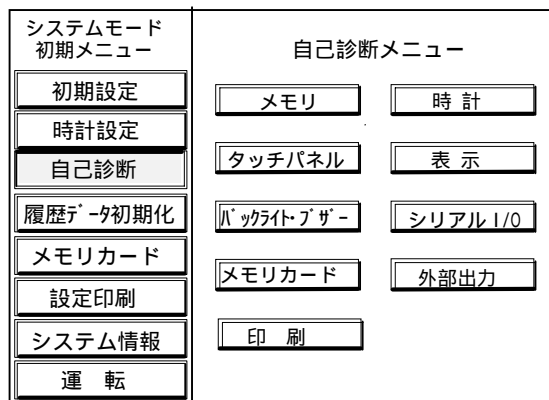 システムモード
初期メニュー
初期設定
時計設定
自己診断
履歴ﾃﾞｰﾀ初期化
メモリカード
設定印刷
システム情報
運　転
自己診断メニュー
メモリ
時 計
タッチパネル
表 示
ﾊﾞｯｸﾗｲﾄ･ﾌﾞｻﾞｰ
シリアル I/O
メモリカード
外部出力
印　刷